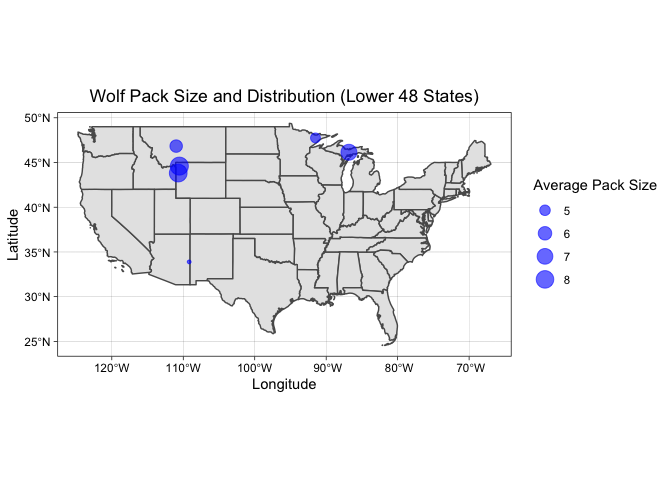 Wolf Pack Size and Distribution (Lower 48 States)
50°N
45°N
40°N
35°N
30°N
25°N
Latitude
120°W 110°W 100°W 90°W 80°W 70°W
Longitude
Average Pack Size
5
6
7
8